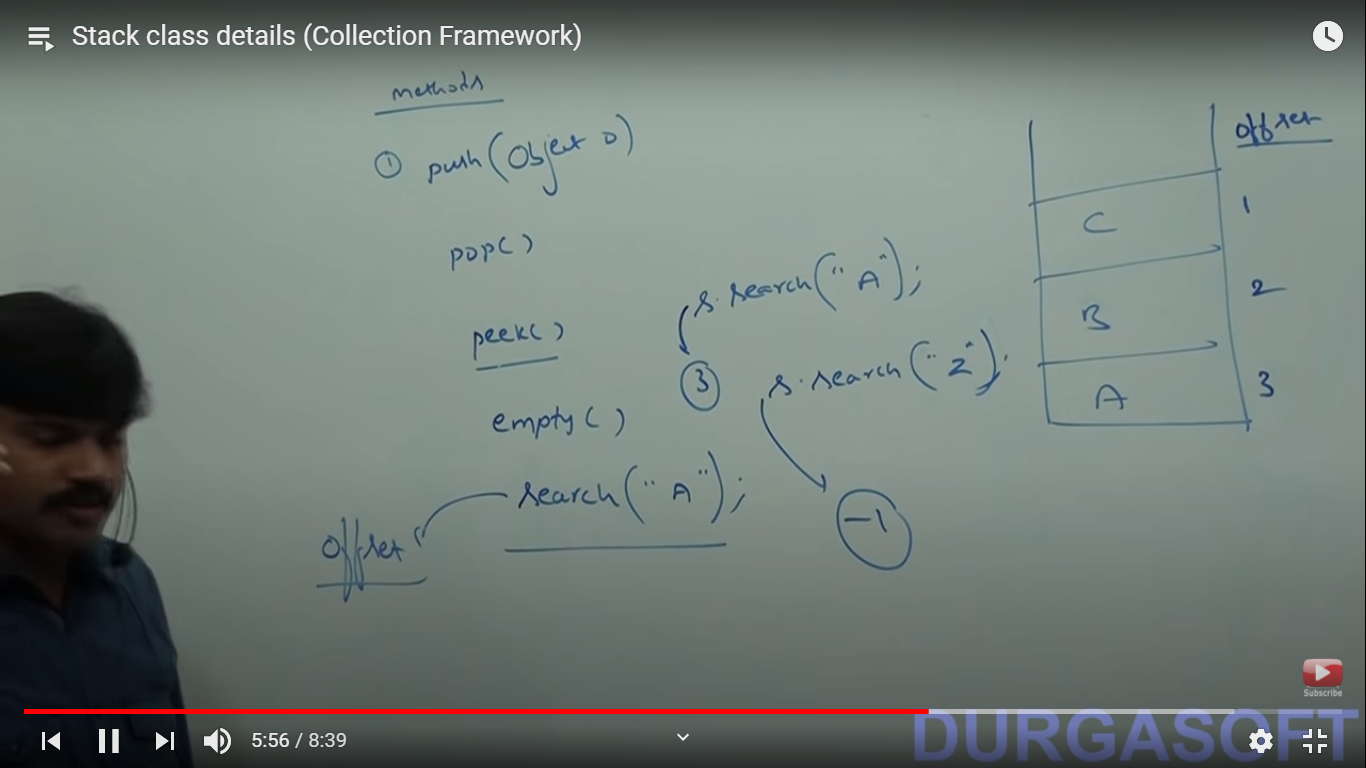 Stack class details (Collection Framework)
methods
① push(Object o)
pop( )
peek( )
empty( )
search("A");
offset
s.search("A");
3
s.search("Z");
-1
offset
C 1
B 2
A 3
Subscribe
DURGASOFT
5:56 / 8:39